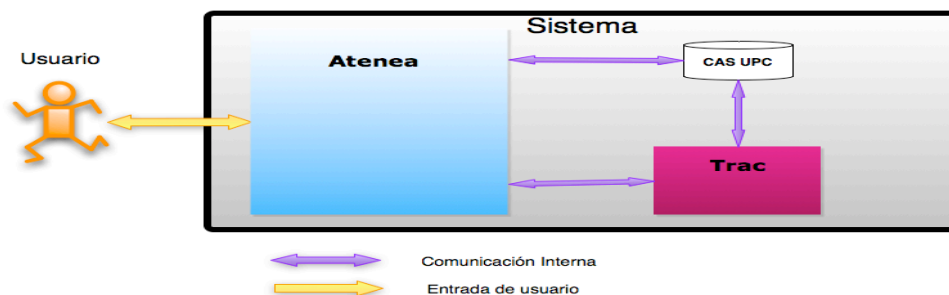 Sistema
Usuario
Atenea
CAS UPC
Trac
Comunicación Interna
Entrada de usuario